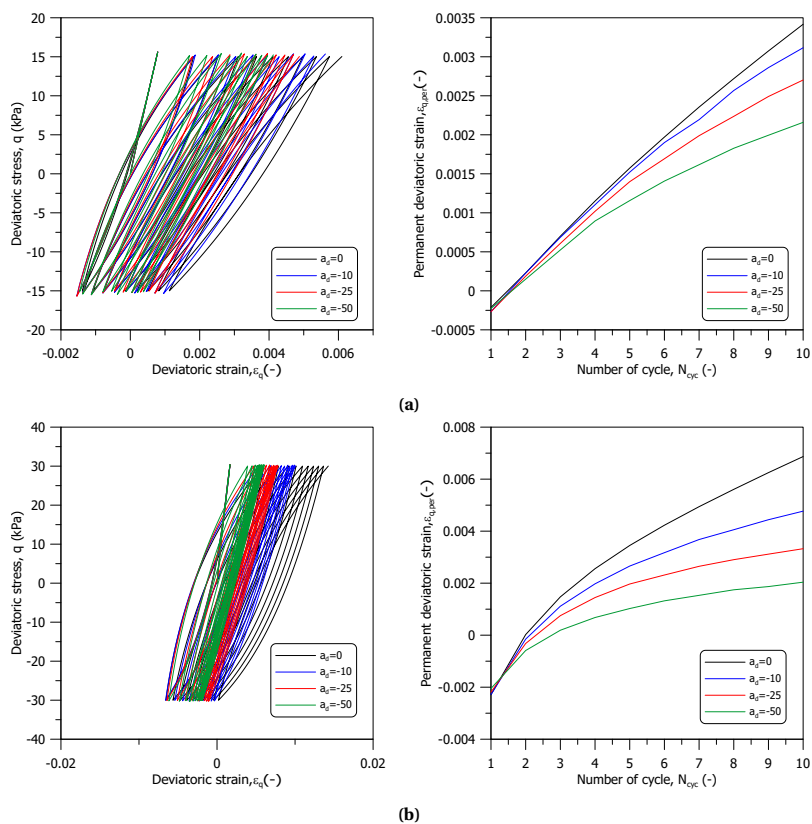 20
15
10
5
0
-5
-10
-15
-20
Deviatoric stress, q (kPa)
-0.002
0
0.002
0.004
0.006
Deviatoric strain,εq(-)
ad=0
ad=-10
ad=-25
ad=-50
0.0035
0.003
0.0025
0.002
0.0015
0.001
0.0005
0
-0.0005
Permanent deviatoric strain,εq,per(-)
1 2 3 4 5 6 7 8 9 10
Number of cycle, Ncyc (-)
ad=0
ad=-10
ad=-25
ad=-50
(a)
40
30
20
10
0
-10
-20
-30
-40
Deviatoric stress, q (kPa)
-0.02
0
0.02
Deviatoric strain,εq(-)
ad=0
ad=-10
ad=-25
ad=-50
0.008
0.006
0.004
0.002
0
-0.002
-0.004
Permanent deviatoric strain,εq,per(-)
1 2 3 4 5 6 7 8 9 10
Number of cycle, Ncyc (-)
ad=0
ad=-10
ad=-25
ad=-50
(b)